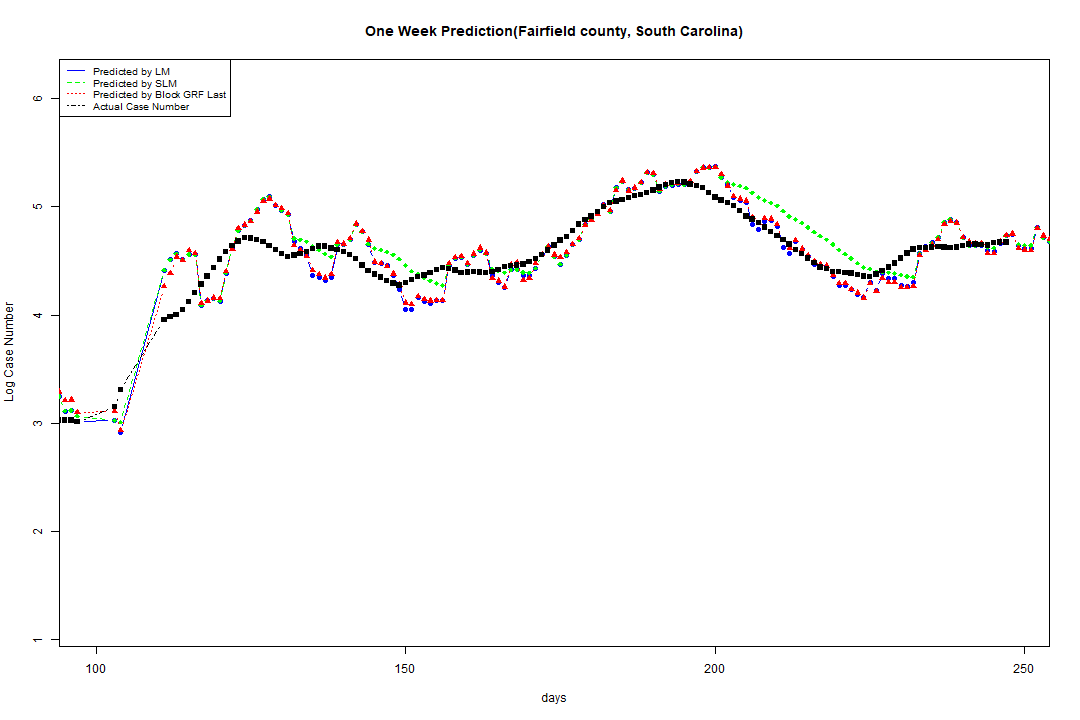 One Week Prediction(Fairfield county, South Carolina)
Predicted by LM
Predicted by SLM
Predicted by Block GRF Last
Actual Case Number
6
5
4
3
2
1
Log Case Number
100 150 200 250
days